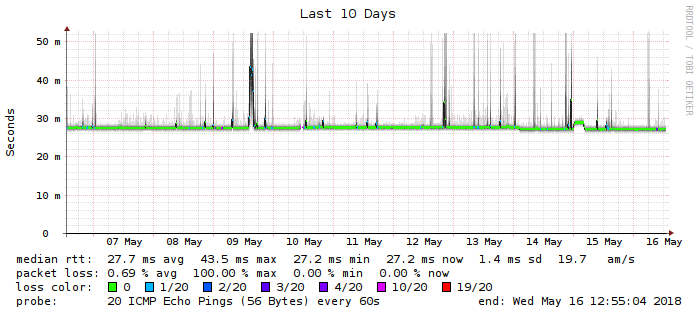 Last 10 Days
RRDTOOL / TOBI OETIKER
Seconds
50 m
40 m
30 m
20 m
10 m
0
07 May 08 May 09 May 10 May 11 May 12 May 13 May 14 May 15 May 16 May
median rtt: 27.7 ms avg 43.5 ms max 27.2 ms min 27.2 ms now 1.4 ms sd 19.7 am/s
packet loss: 0.69 % avg 100.00 % max 0.00 % min 0.00 % now
loss color: 0 1/20 2/20 3/20 4/20 10/20 19/20
probe: 20 ICMP Echo Pings (56 Bytes) every 60s end: Wed May 16 12:55:04 2018